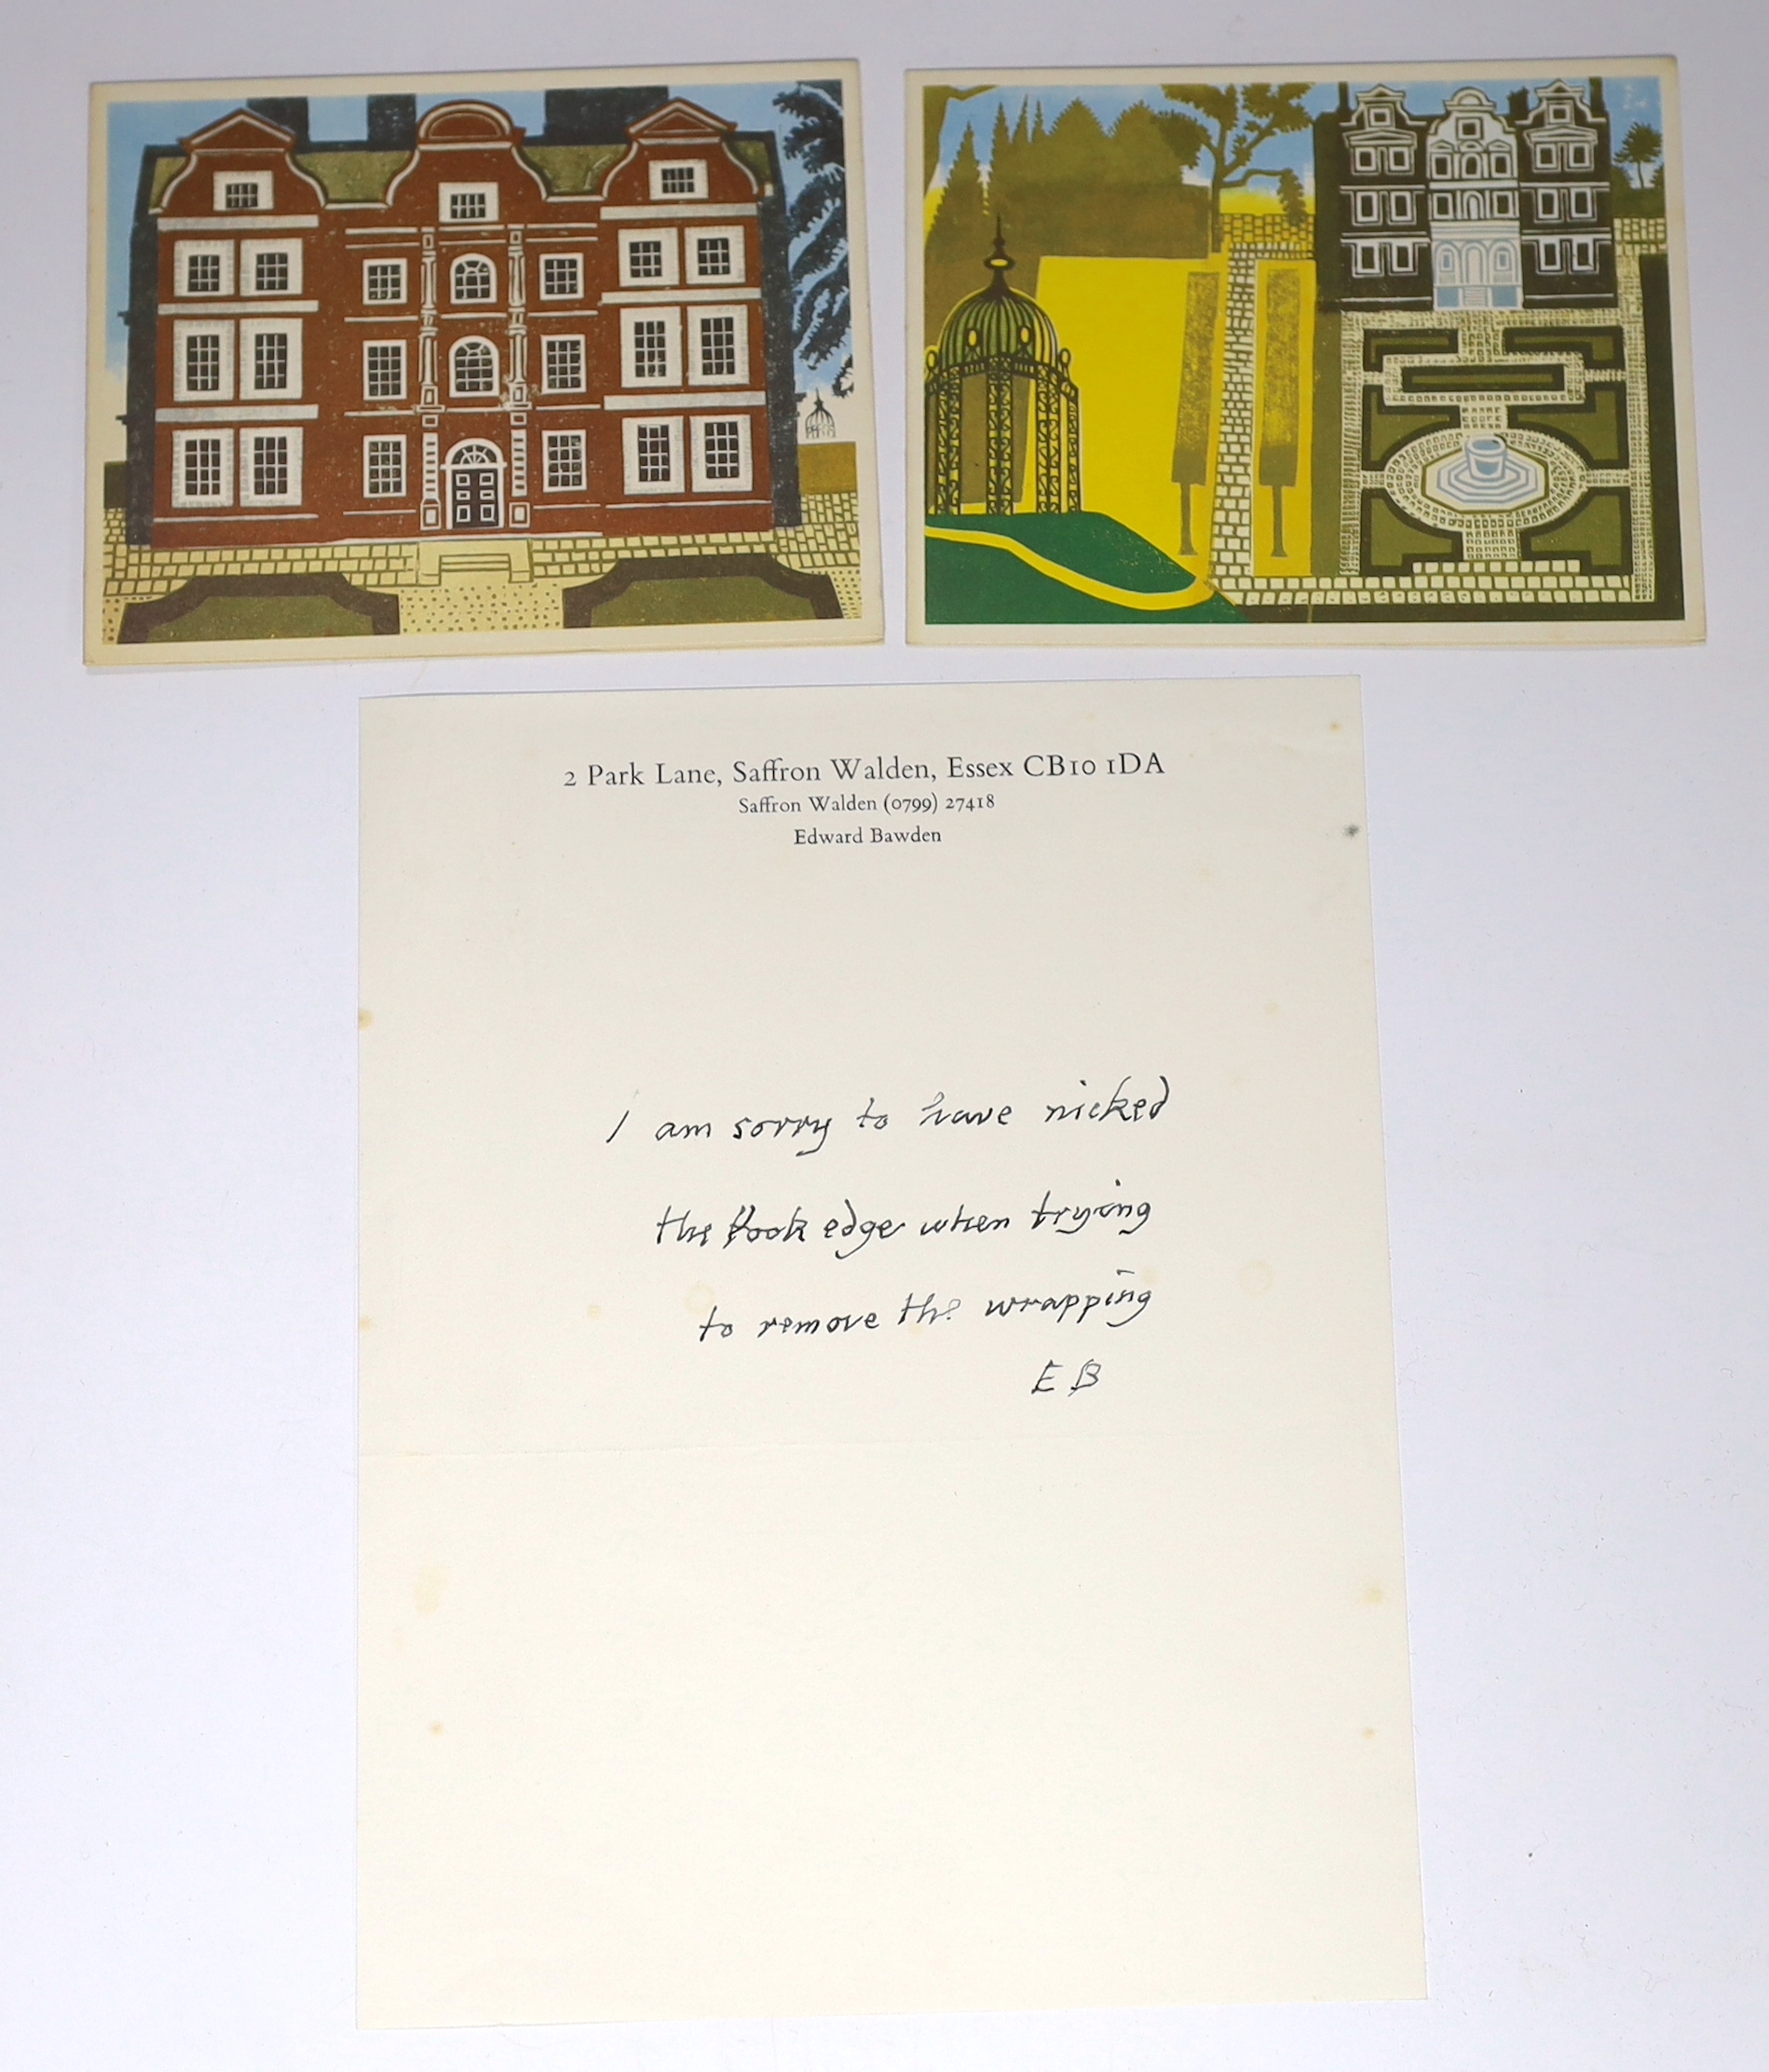 2 Park Lane, Saffron Walden, Essex CB10 1DA
Saffron Walden (0799) 27418
Edward Bawden
I am sorry to have nicked
the book edge when trying
to remove the wrapping
E B